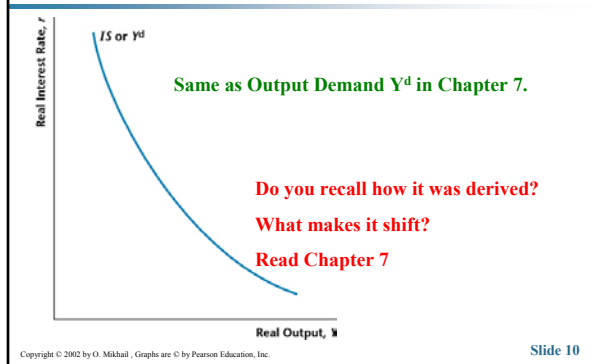 Real Interest Rate, r
IS or Yd
Same as Output Demand Yd in Chapter 7.
Do you recall how it was derived?
What makes it shift?
Read Chapter 7
Real Output,
Copyright © 2002 by O. Mikhail , Graphs are © by Pearson Education, Inc.
Slide 10